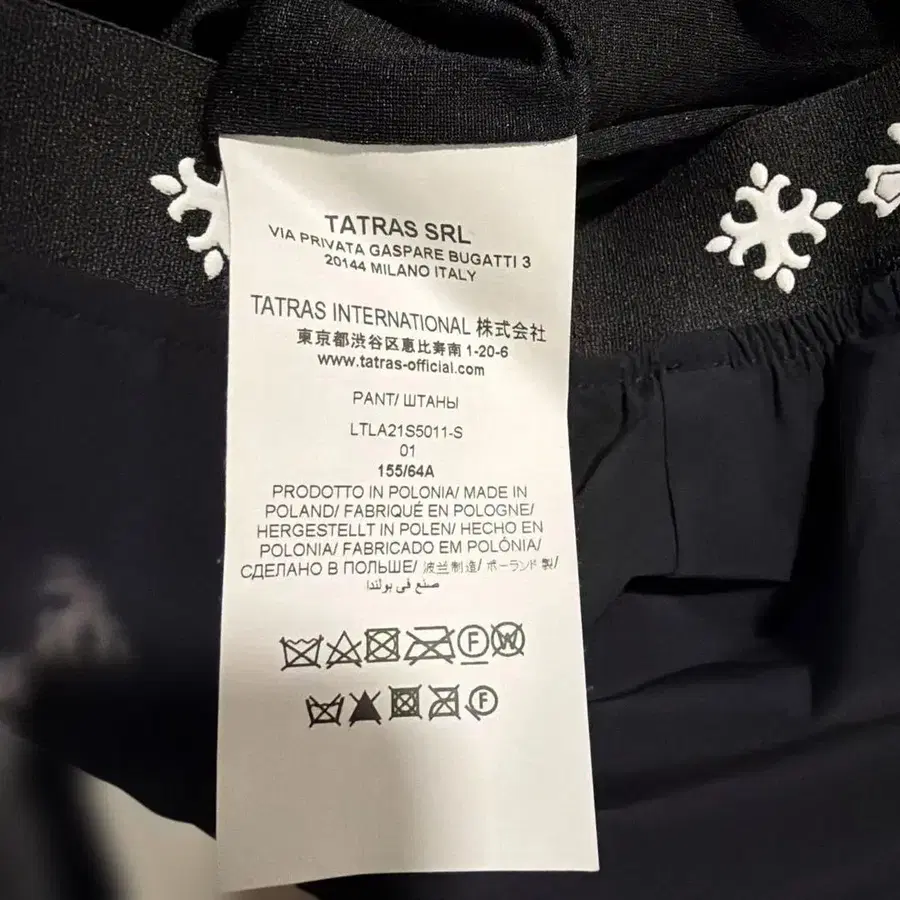 TATRAS SRL
VIA PRIVATA GASPARE BUGATTI 3
20144 MILANO ITALY
TATRAS INTERNATIONAL 株式会社
東京都渋谷区恵比寿南 1-20-6
www.tatras-official.com
PANT/ ШТАНЫ
LTLA21S5011-S
01
155/64A
PRODOTTO IN POLONIA/ MADE IN
POLAND/ FABRIQUÉ EN POLOGNE/
HERGESTELLT IN POLEN/ HECHO EN
POLONIA/ FABRICADO EM POLÓNIA/
СДЕЛАНО В ПОЛЬШЕ/ 波兰制造/ ポーランド 製/
صنع في بولندا
F W
F